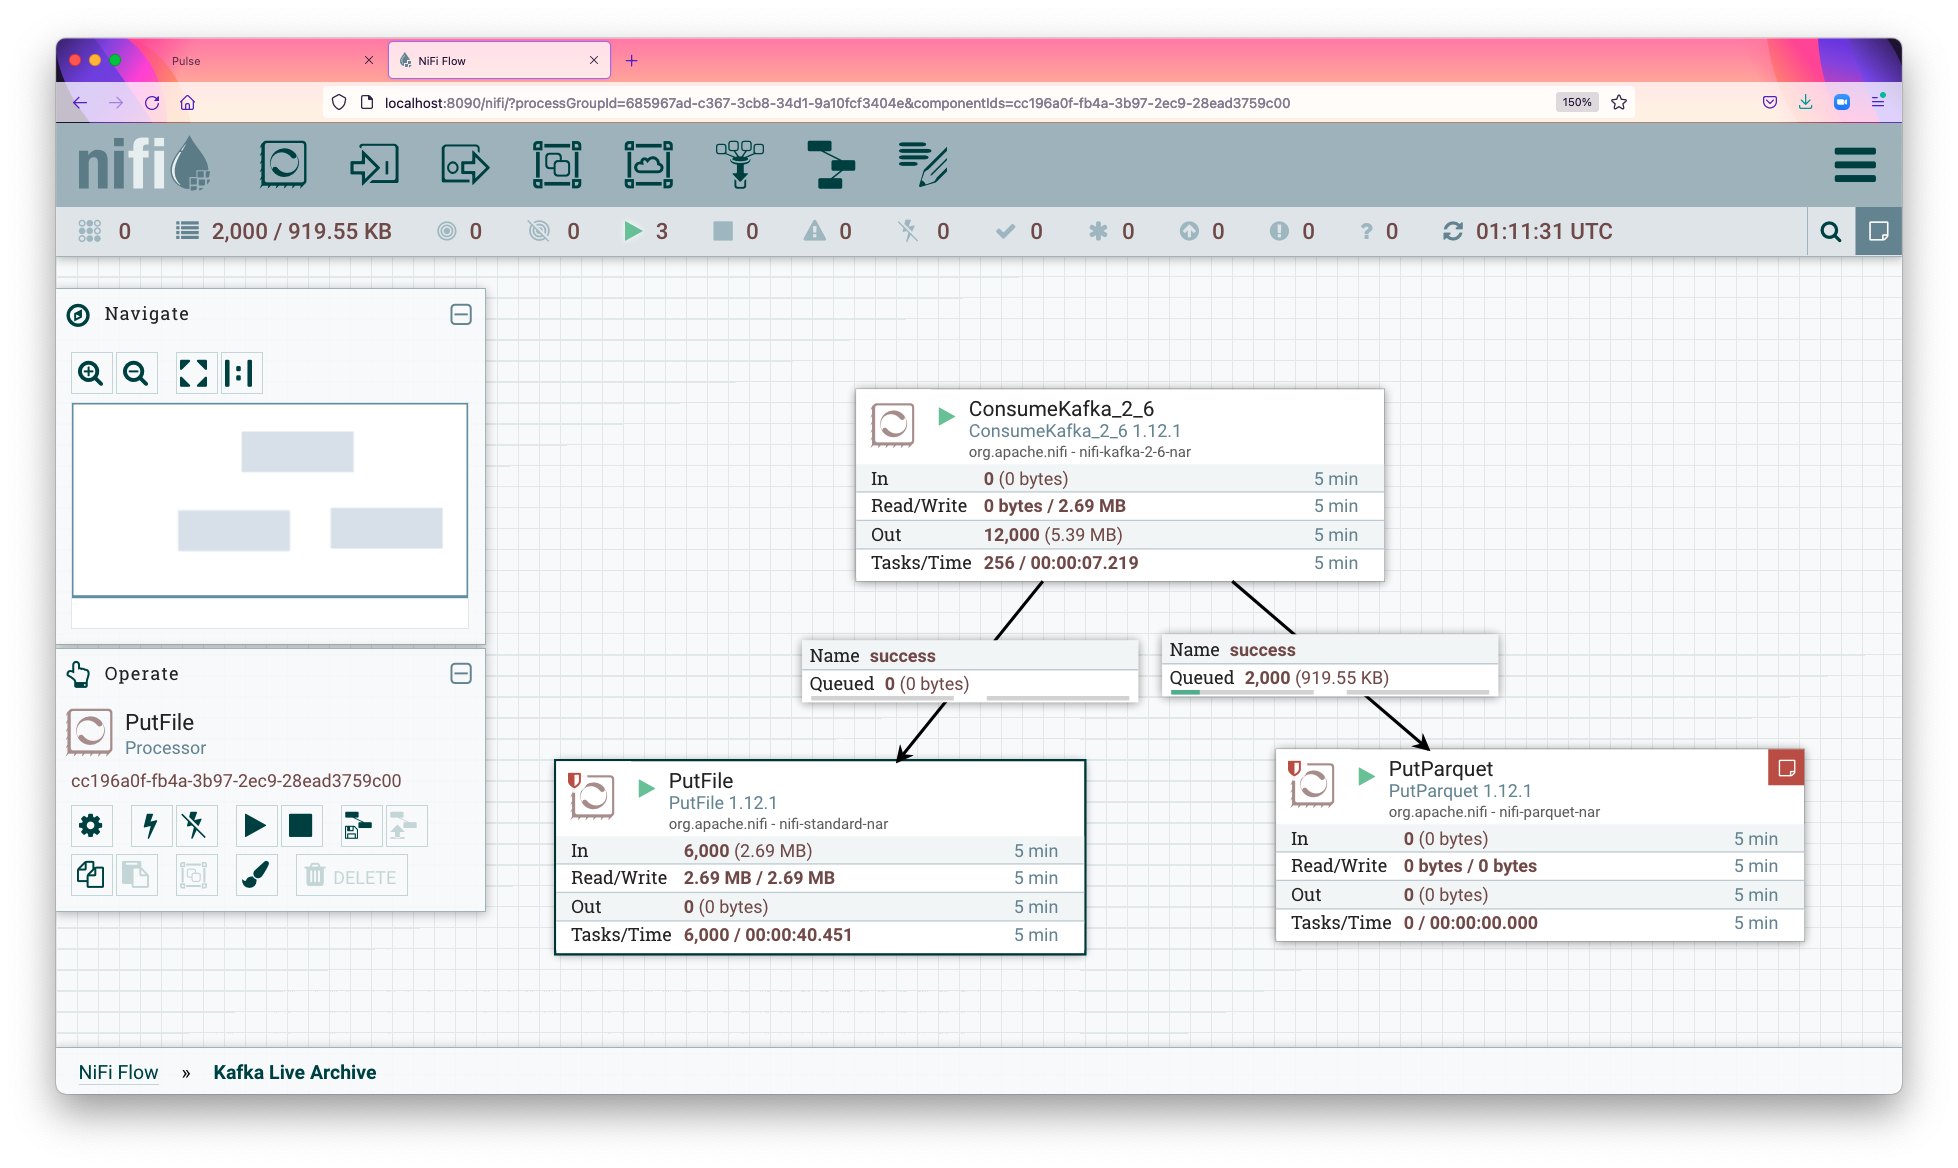 Pulse
NiFi Flow
localhost:8090/nifi/?processGroupId=685967ad-c367-3cb8-34d1-9a10fcf3404e&componentIds=cc196a0f-fb4a-3b97-2ec9-28ead3759c00
150%
nifi
0
2,000 / 919.55 KB
0
0
3
0
0
0
0
0
0
0
? 0
01:11:31 UTC
Navigate
Operate
PutFile
Processor
cc196a0f-fb4a-3b97-2ec9-28ead3759c00
DELETE
ConsumeKafka_2_6
ConsumeKafka_2_6 1.12.1
org.apache.nifi - nifi-kafka-2-6-nar
In 0 (0 bytes) 5 min
Read/Write 0 bytes / 2.69 MB 5 min
Out 12,000 (5.39 MB) 5 min
Tasks/Time 256 / 00:00:07.219 5 min
Name success
Queued 0 (0 bytes)
Name success
Queued 2,000 (919.55 KB)
PutFile
PutFile 1.12.1
org.apache.nifi - nifi-standard-nar
In 6,000 (2.69 MB) 5 min
Read/Write 2.69 MB / 2.69 MB 5 min
Out 0 (0 bytes) 5 min
Tasks/Time 6,000 / 00:00:40.451 5 min
PutParquet
PutParquet 1.12.1
org.apache.nifi - nifi-parquet-nar
In 0 (0 bytes) 5 min
Read/Write 0 bytes / 0 bytes 5 min
Out 0 (0 bytes) 5 min
Tasks/Time 0 / 00:00:00.000 5 min
NiFi Flow » Kafka Live Archive